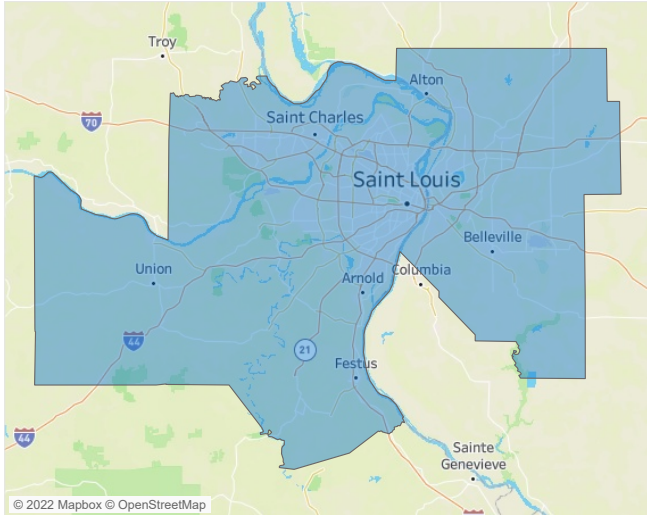 Troy
Alton
70
Saint Charles
Saint Louis
Belleville
Union
Arnold
Columbia
44
21
Festus
44
Sainte
Genevieve
© 2022 Mapbox © OpenStreetMap